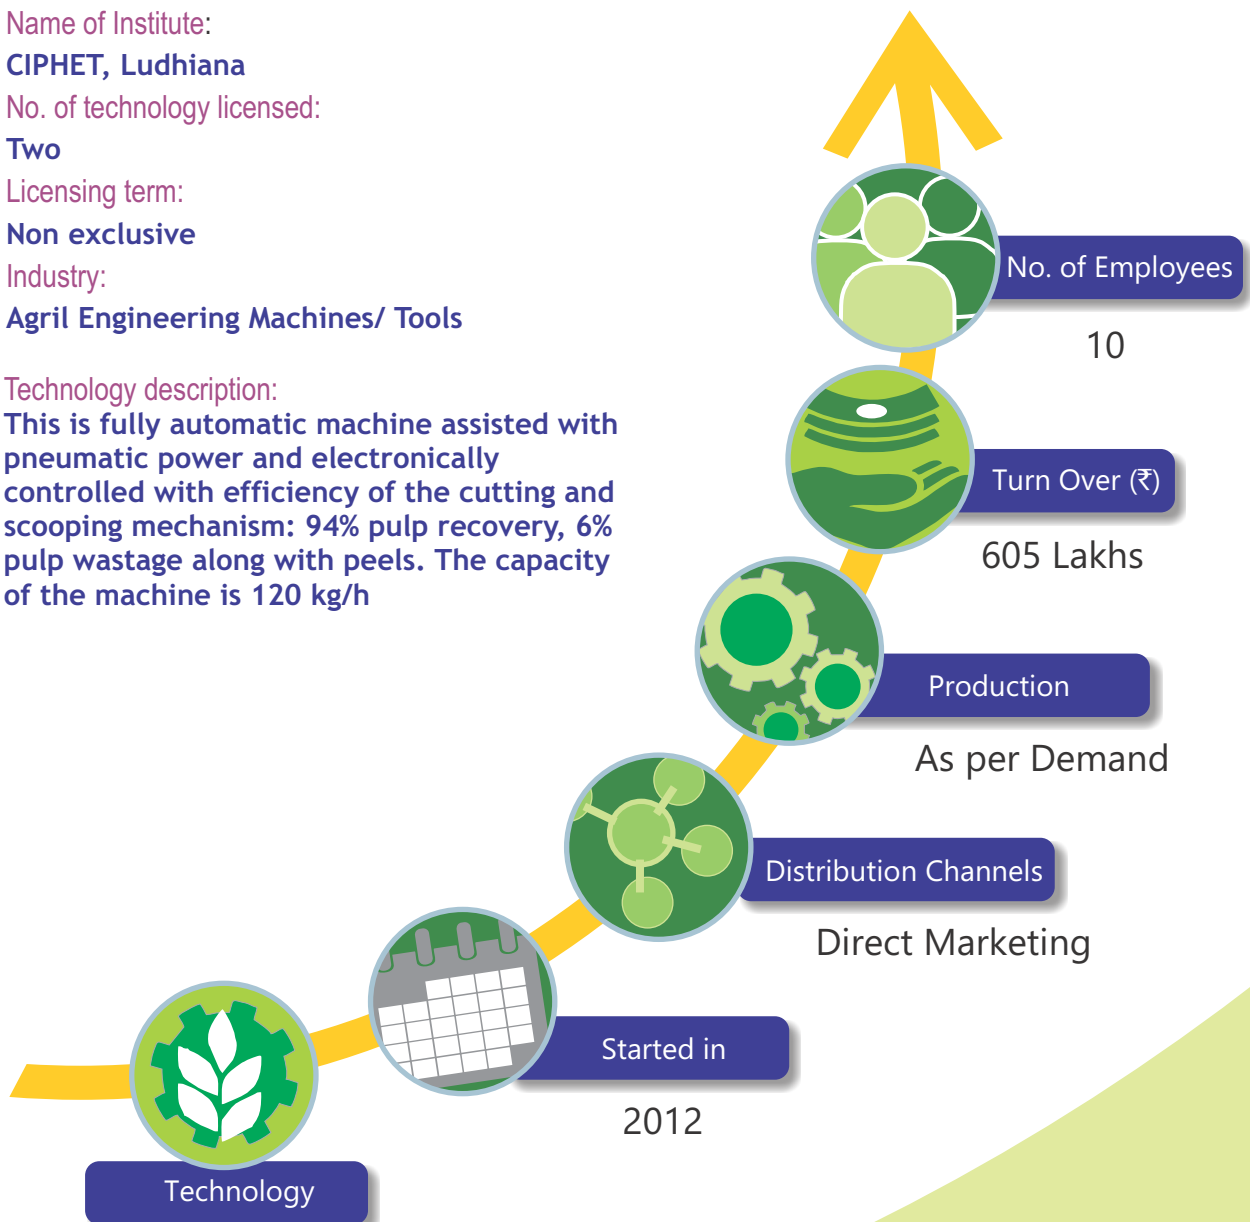 Name of Institute:
CIPHET, Ludhiana
No. of technology licensed:
Two
Licensing term:
Non exclusive
Industry:
Agril Engineering Machines/ Tools
Technology description:
This is fully automatic machine assisted with
pneumatic power and electronically
controlled with efficiency of the cutting and
scooping mechanism: 94% pulp recovery, 6%
pulp wastage along with peels. The capacity
of the machine is 120 kg/h
No. of Employees
10
Turn Over (₹)
605 Lakhs
Production
As per Demand
Distribution Channels
Direct Marketing
Started in
2012
Technology